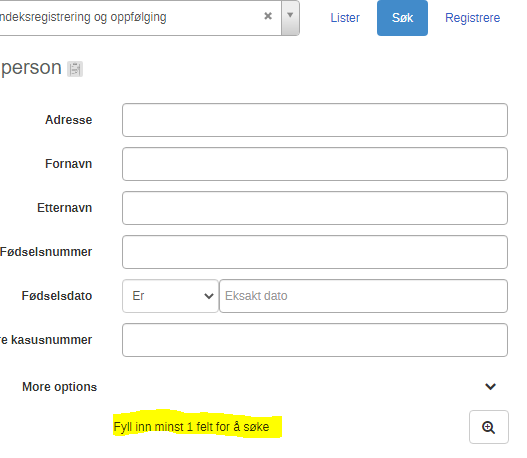 ndeksregistrering og oppfølging
Lister
Søk
Registrere
person
Adresse
Fornavn
Etternavn
Fødselsnummer
Fødselsdato
Er
Eksakt dato
re kasusnummer
More options
Fyll inn minst 1 felt for å søke